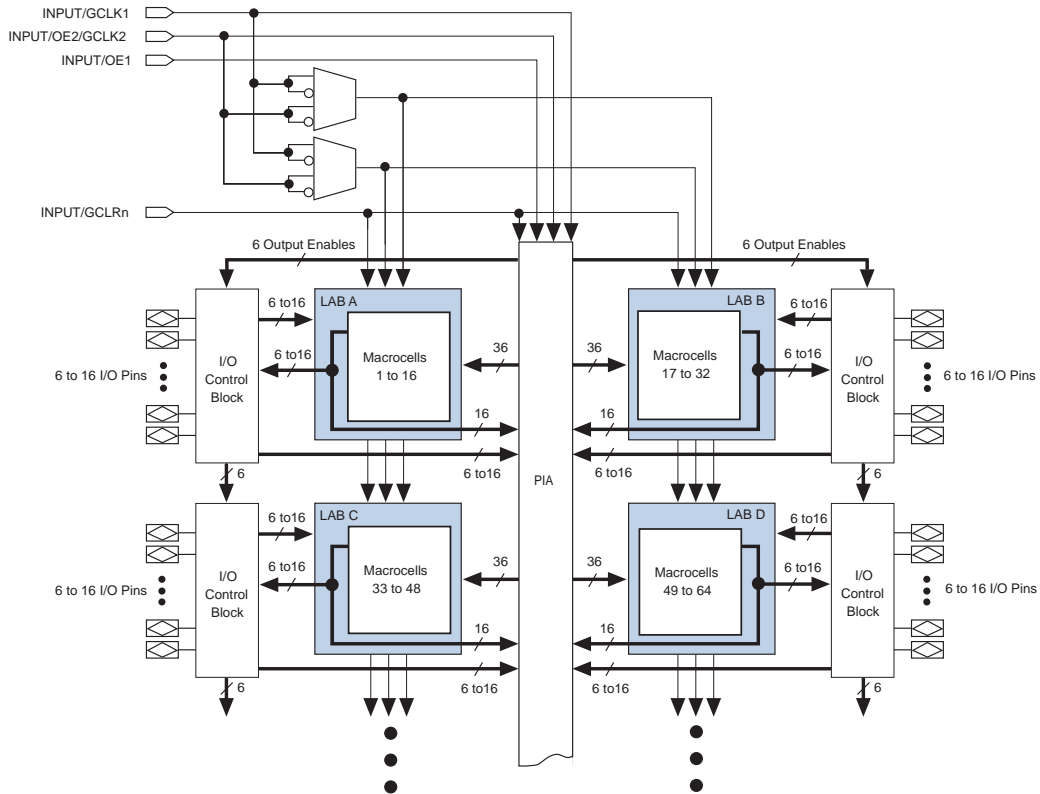 INPUT/GCLK1
INPUT/OE2/GCLK2
INPUT/OE1
INPUT/GCLRn
6 Output Enables
6 Output Enables
LAB A
LAB B
6 to16
6 to16
6 to 16 I/O Pins
I/O
Control
Block
6 to16
Macrocells
1 to 16
36
36
Macrocells
17 to 32
6 to16
I/O
Control
Block
6 to 16 I/O Pins
16
16
6 to16
6 to16
6
6
PIA
LAB C
LAB D
6 to16
6 to16
6 to 16 I/O Pins
I/O
Control
Block
6 to16
Macrocells
33 to 48
36
36
Macrocells
49 to 64
6 to16
I/O
Control
Block
6 to 16 I/O Pins
16
16
6 to16
6 to16
6
6